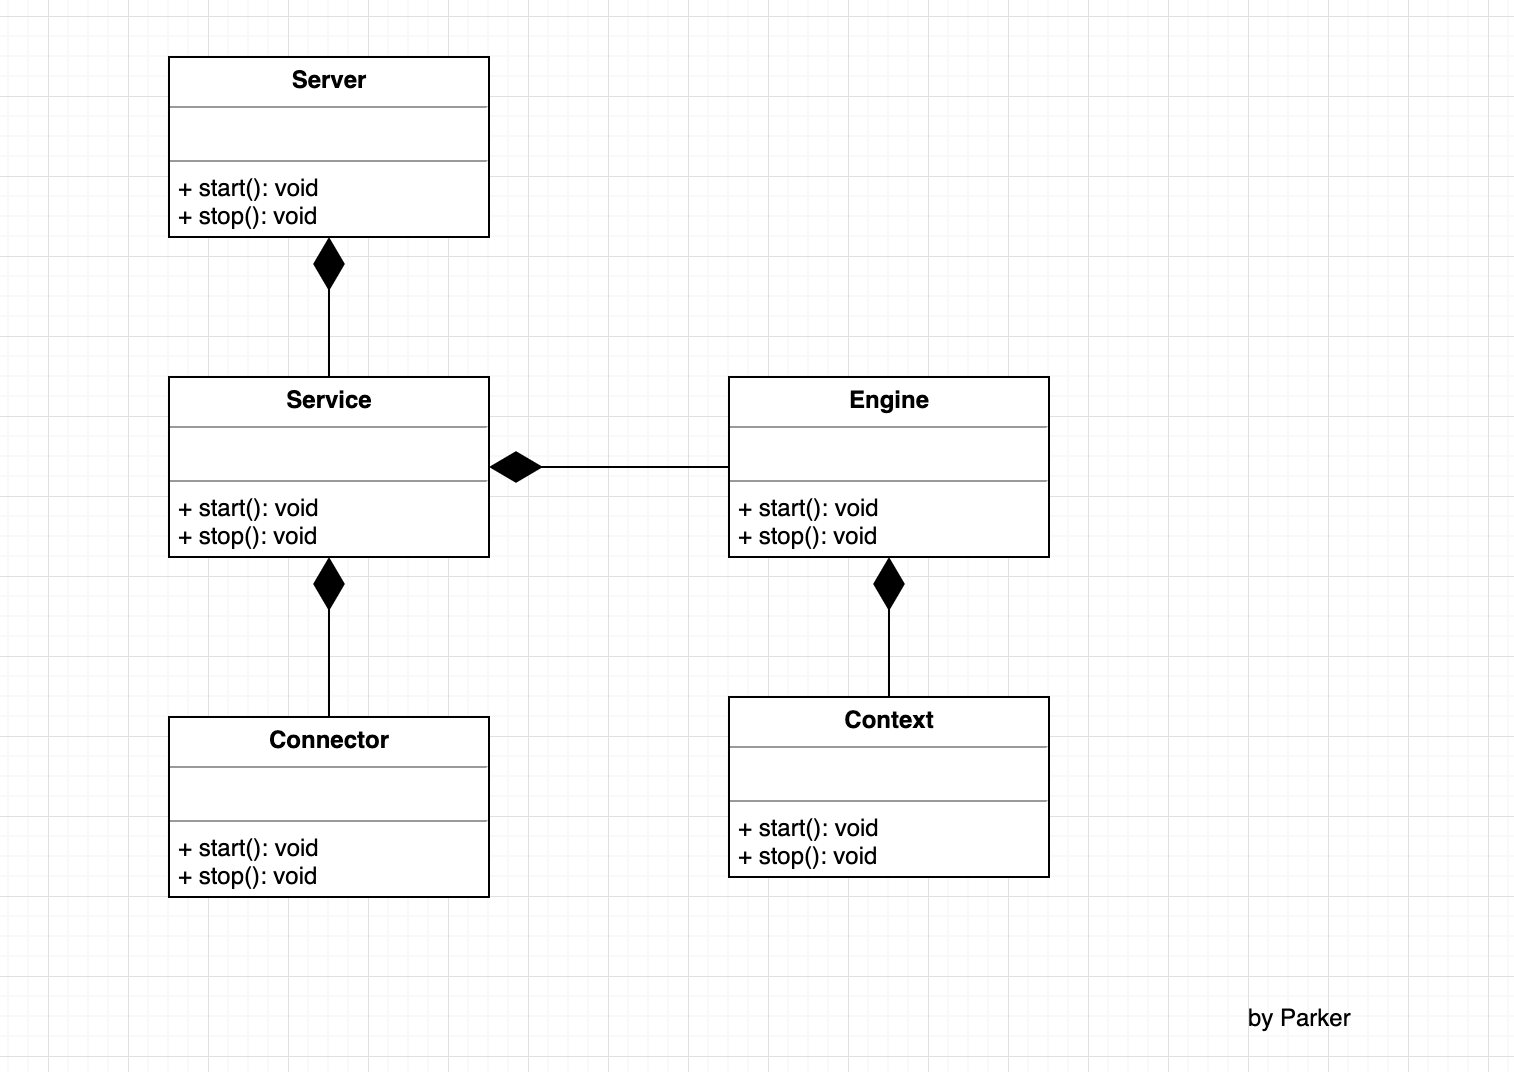 Server
+ start(): void
+ stop(): void
Service
+ start(): void
+ stop(): void
Engine
+ start(): void
+ stop(): void
Connector
+ start(): void
+ stop(): void
Context
+ start(): void
+ stop(): void
by Parker